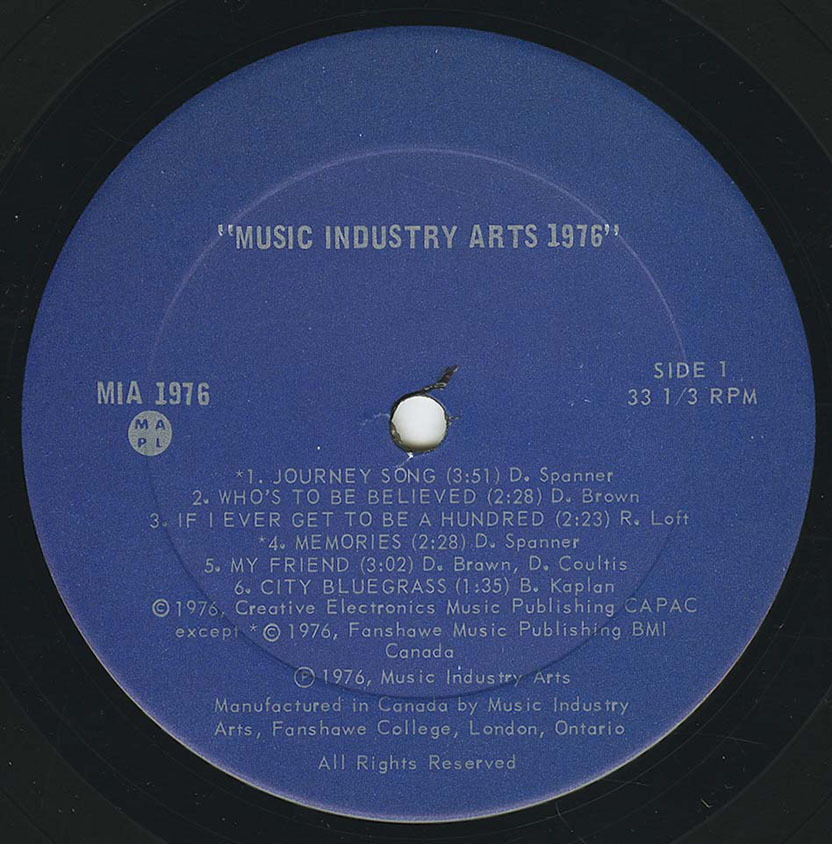 "MUSIC INDUSTRY ARTS 1976"
MIA 1976
M A
P L
SIDE 1
33 1/3 RPM
*1. JOURNEY SONG (3:51) D. Spanner
2. WHO'S TO BE BELIEVED (2:28) D. Brown
3. IF I EVER GET TO BE A HUNDRED (2:23) R. Loft
*4. MEMORIES (2:28) D. Spanner
5. MY FRIEND (3:02) D. Brawn, D. Coultis
6. CITY BLUEGRASS (1:35) B. Kaplan
©1976, Creative Electronics Music Publishing CAPAC
except *© 1976, Fanshawe Music Publishing BMI
Canada
℗ 1976, Music Industry Arts
Manufactured in Canada by Music Industry
Arts, Fanshawe College, London, Ontario
All Rights Reserved